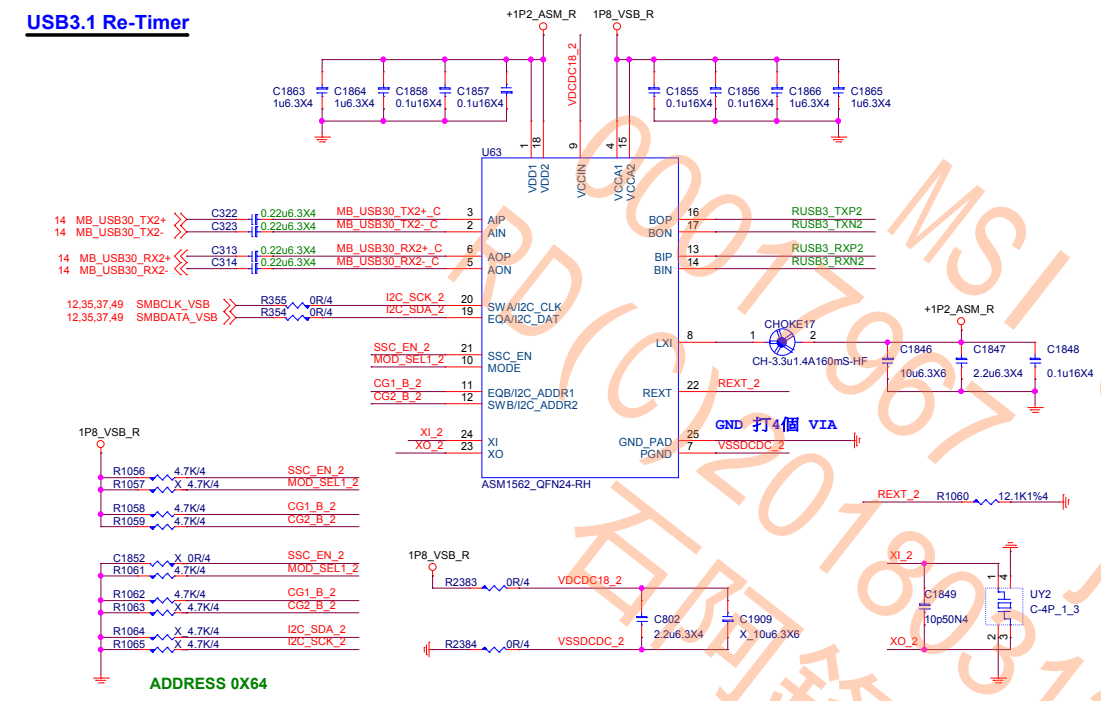 USB3.1 Re-Timer
+1P2_ASM_R
1P8_VSB_R
VDCDC18_2
C1863
1u6.3X4
C1864
1u6.3X4
C1858
0.1u16X4
C1857
0.1u16X4
C1855
0.1u16X4
C1856
0.1u16X4
C1866
1u6.3X4
C1865
1u6.3X4
U63
1
18
9
4
15
VDD1
VDD2
VCCIN
VCCA1
VCCA2
14 MB_USB30_TX2+ C322 0.22u6.3X4 MB_USB30_TX2+_C 3 AIP
14 MB_USB30_TX2- C323 0.22u6.3X4 MB_USB30_TX2-_C 2 AIN
14 MB_USB30_RX2+ C313 0.22u6.3X4 MB_USB30_RX2+_C 6 AOP
14 MB_USB30_RX2- C314 0.22u6.3X4 MB_USB30_RX2-_C 5 AON
BOP 16 RUSB3_TXP2
BON 17 RUSB3_TXN2
BIP 13 RUSB3_RXP2
BIN 14 RUSB3_RXN2
12,35,37,49 SMBCLK_VSB R355 0R/4 I2C_SCK_2 20 SWA/I2C_CLK
12,35,37,49 SMBDATA_VSB R354 0R/4 I2C_SDA_2 19 EQA/I2C_DAT
SSC_EN_2 21 SSC_EN
MOD_SEL1_2 10 MODE
CG1_B_2 11 EQB/I2C_ADDR1
CG2_B_2 12 SWB/I2C_ADDR2
XI_2 24 XI
XO_2 23 XO
LXI 8 1 CHOKE17 2
CH-3.3u1.4A160mS-HF
+1P2_ASM_R
C1846
10u6.3X6
C1847
2.2u6.3X4
C1848
0.1u16X4
REXT 22 REXT_2
GND 打4個 VIA
GND_PAD 25
PGND 7 VSSDCDC_2
ASM1562_QFN24-RH
1P8_VSB_R
R1056 4.7K/4 SSC_EN_2
R1057 X_4.7K/4 MOD_SEL1_2
R1058 4.7K/4 CG1_B_2
R1059 4.7K/4 CG2_B_2
C1852 X_0R/4 SSC_EN_2
R1061 4.7K/4 MOD_SEL1_2
R1062 4.7K/4 CG1_B_2
R1063 X_4.7K/4 CG2_B_2
R1064 X_4.7K/4 I2C_SDA_2
R1065 X_4.7K/4 I2C_SCK_2
ADDRESS 0X64
1P8_VSB_R
R2383 0R/4 VDCDC18_2
C802
2.2u6.3X4
C1909
X_10u6.3X6
R2384 0R/4 VSSDCDC_2
REXT_2 R1060 12.1K1%4
XI_2
C1849
10p50N4
XO_2
1 4
2 3
UY2
C-4P_1_3
MSI
00017967
RD(C)20180031
石阿